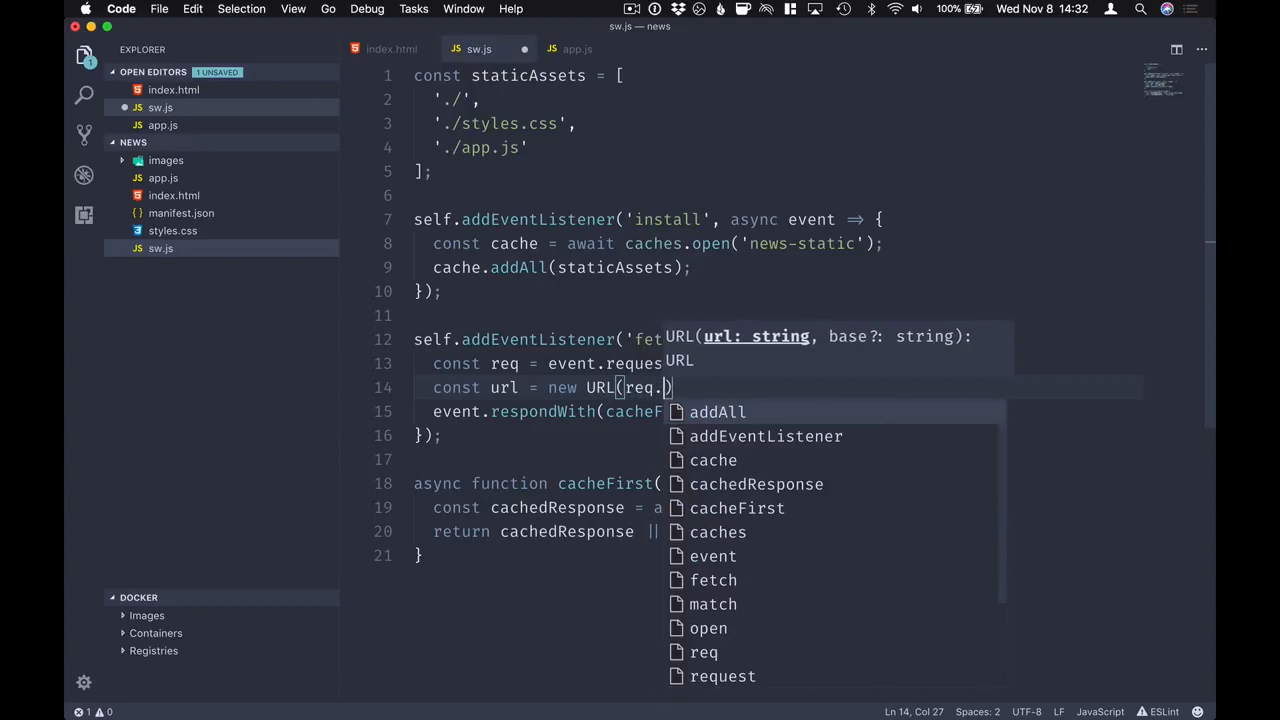 Code File Edit Selection View Go Debug Tasks Window Help 100% Wed Nov 8 14:32
sw.js — news
EXPLORER
OPEN EDITORS 1 UNSAVED
index.html
sw.js
app.js
NEWS
images
app.js
index.html
manifest.json
styles.css
sw.js
DOCKER
Images
Containers
Registries
index.html sw.js app.js
1 const staticAssets = [
2 './',
3 './styles.css',
4 './app.js'
5 ];
6
7 self.addEventListener('install', async event => {
8 const cache = await caches.open('news-static');
9 cache.addAll(staticAssets);
10 });
11
12 self.addEventListener('fet
13 const req = event.reques
14 const url = new URL(req.)
15 event.respondWith(cacheF
16 });
17
18 async function cacheFirst(
19 const cachedResponse = a
20 return cachedResponse ||
21 }
URL(url: string, base?: string):
URL
addAll
addEventListener
cache
cachedResponse
cacheFirst
caches
event
fetch
match
open
req
request
1 0 Ln 14, Col 27 Spaces: 2 UTF-8 LF JavaScript ESLint